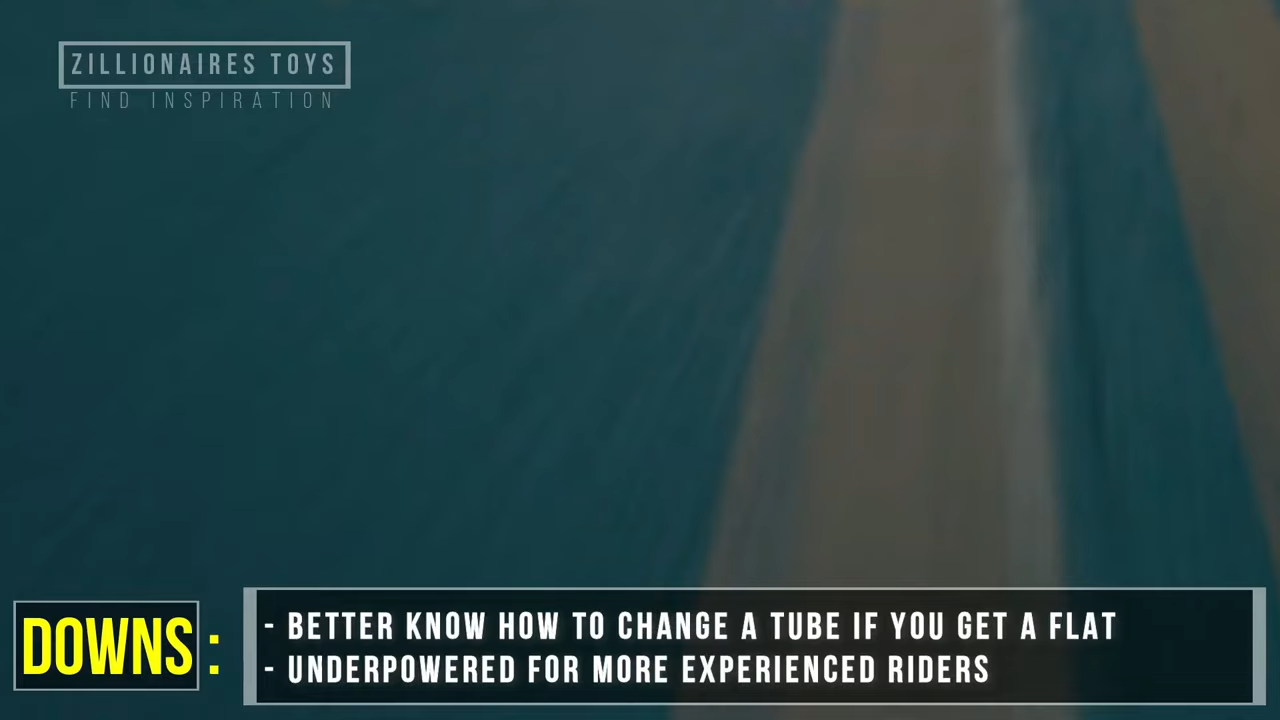 ZILLIONAIRES TOYS
FIND INSPIRATION
DOWNS :
- BETTER KNOW HOW TO CHANGE A TUBE IF YOU GET A FLAT
- UNDERPOWERED FOR MORE EXPERIENCED RIDERS